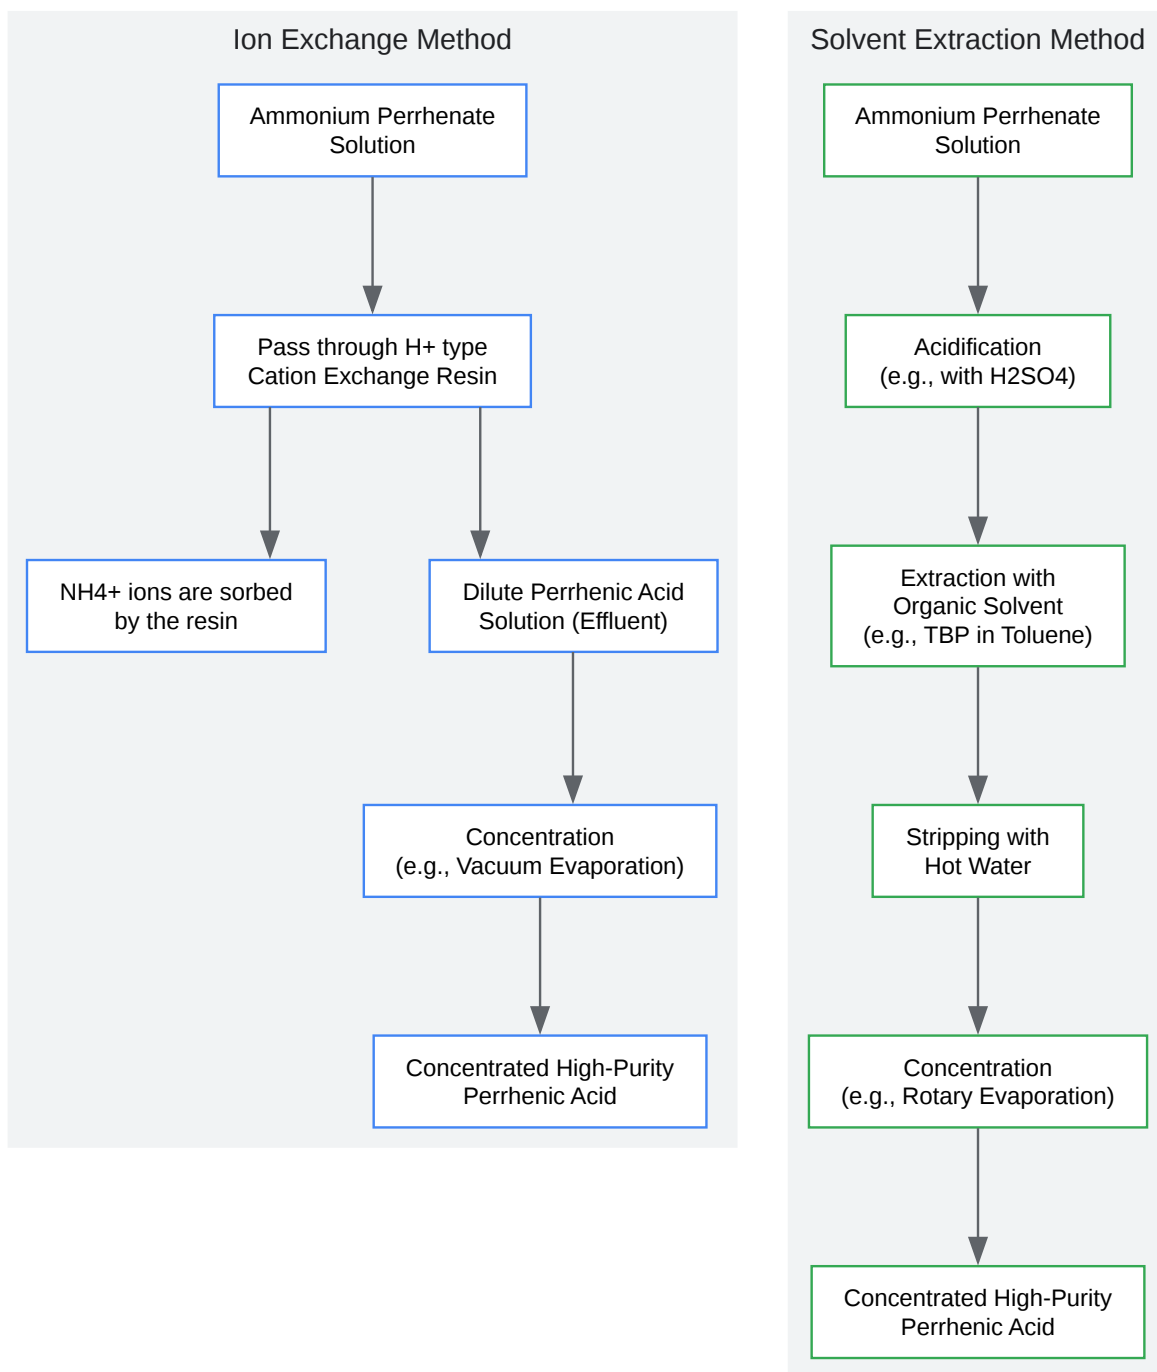 Ion Exchange Method
Ammonium Perrhenate
Solution
Pass through H+ type
Cation Exchange Resin
NH4+ ions are sorbed
by the resin
Dilute Perrhenic Acid
Solution (Effluent)
Concentration
(e.g., Vacuum Evaporation)
Concentrated High-Purity
Perrhenic Acid
Solvent Extraction Method
Ammonium Perrhenate
Solution
Acidification
(e.g., with H2SO4)
Extraction with
Organic Solvent
(e.g., TBP in Toluene)
Stripping with
Hot Water
Concentration
(e.g., Rotary Evaporation)
Concentrated High-Purity
Perrhenic Acid